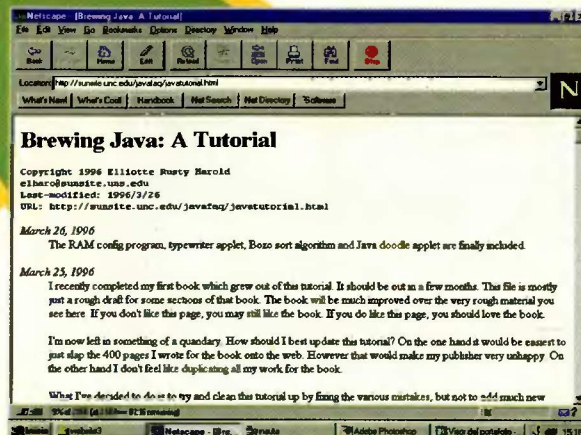 Netscape - [Brewing Java: A Tutorial]
File Edit View Go Bookmarks Options Directory Window Help
Back Home Edit Reload Open Print Find Stop
Location: http://sunsite.unc.edu/javafaq/javatutorial.html
What's New! What's Cool! Handbook Net Search Net Directory Software
N
Brewing Java: A Tutorial
Copyright 1996 Elliotte Rusty Harold
elharo@sunsite.unc.edu
Last-modified: 1996/3/26
URL: http://sunsite.unc.edu/javafaq/javatutorial.html
March 26, 1996
The RAM config program, typewriter applet, Bozo sort algorithm and Java doodle applet are finally included.
March 25, 1996
I recently completed my first book which grew out of this tutorial. It should be out in a few months. This file is mostly
just a rough draft for some sections of that book. The book will be much improved over the very rough material you
see here. If you don't like this page, you may still like the book. If you do like this page, you should love the book.
I'm now left in something of a quandary. How should I best update this tutorial? On the one hand it would be easiest to
just slap the 400 pages I wrote for the book onto the web. However that would make my publisher very unhappy. On
the other hand I don't feel like duplicating all my work for the book.
What I've decided to do is to try and clean this tutorial up by fixing the various mistakes, but not to add much new
Netscape - Adobe Photoshop Visor del portafolio - 15:18